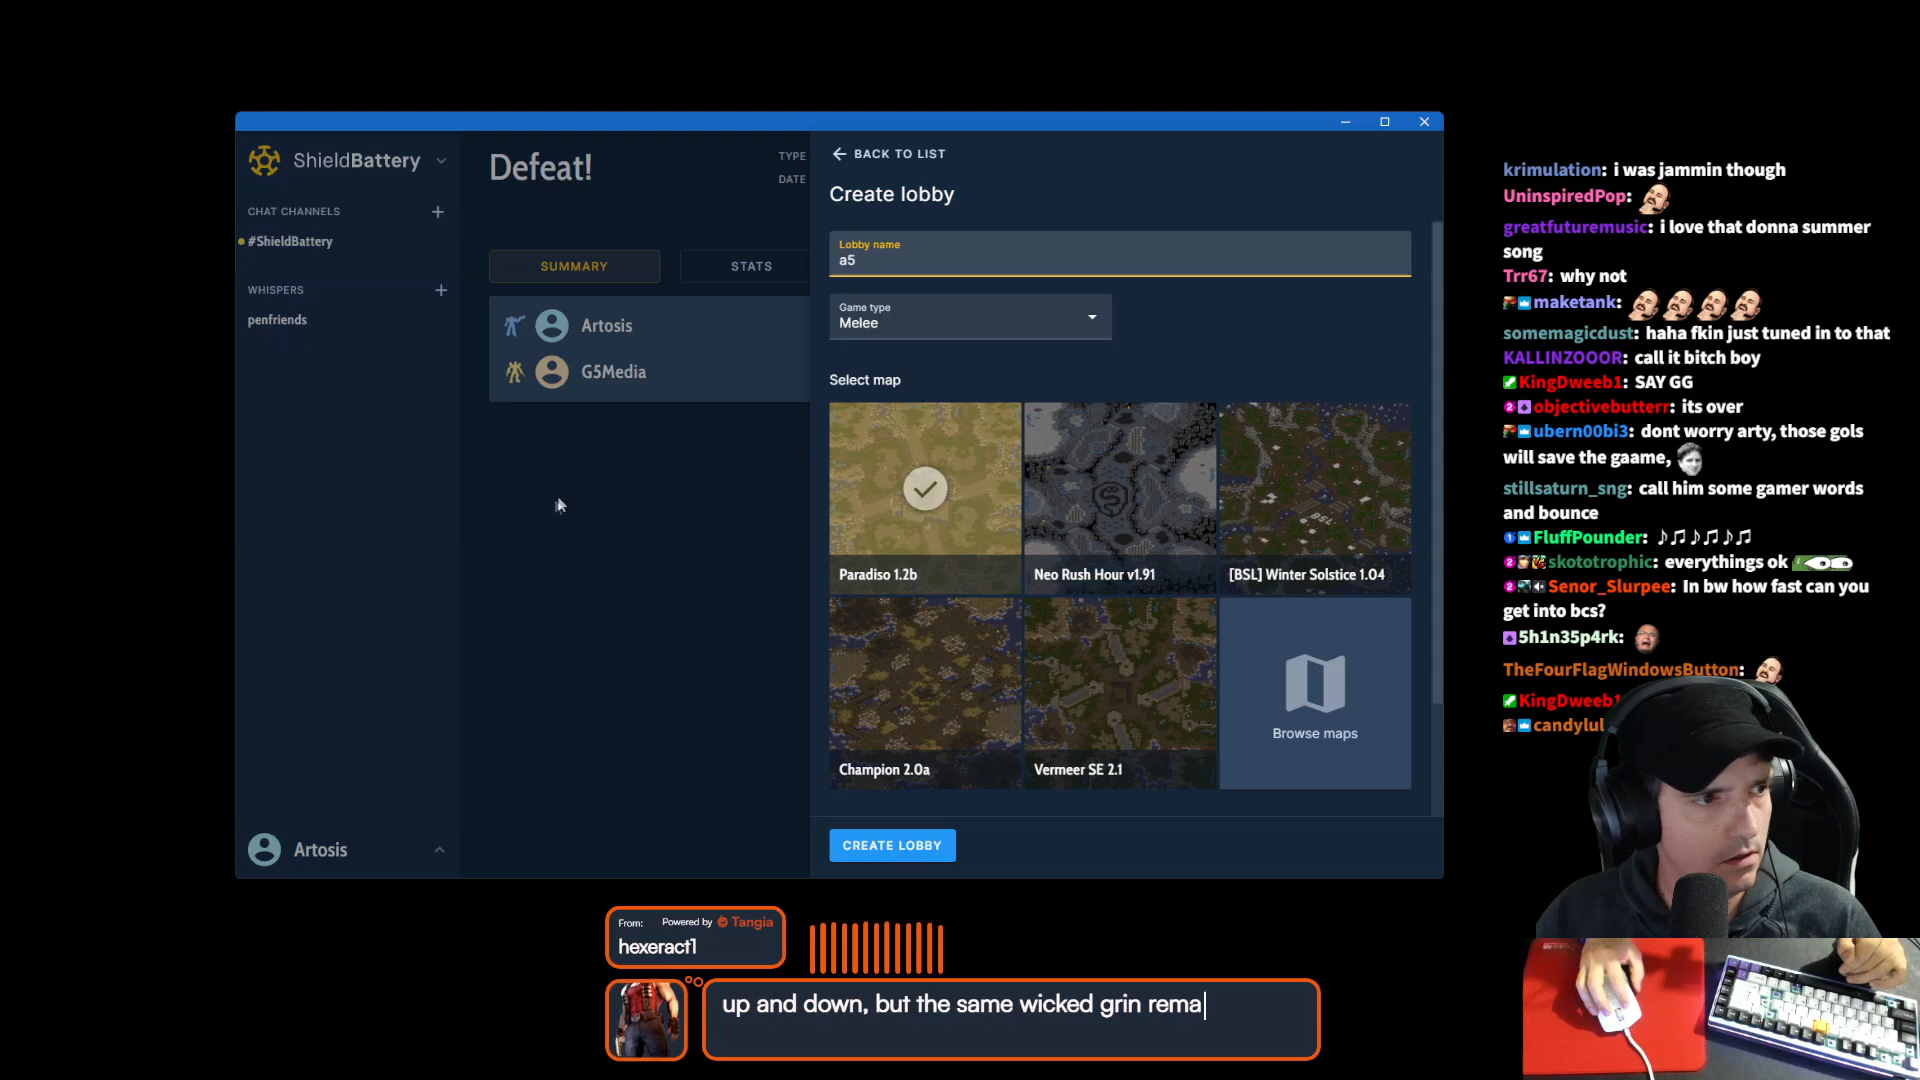 ShieldBattery
CHAT CHANNELS
#ShieldBattery
WHISPERS
penfriends
Artosis
Defeat!
TYPE
DATE
SUMMARY
STATS
Artosis
G5Media
BACK TO LIST
Create lobby
Lobby name
a5
Game type
Melee
Select map
Paradiso 1.2b
Neo Rush Hour v1.91
[BSL] Winter Solstice 1.04
Champion 2.0a
Vermeer SE 2.1
Browse maps
CREATE LOBBY
krimulation: i was jammin though
UninspiredPop:
greatfuturemusic: i love that donna summer
song
Trr67: why not
maketank:
somemagicdust: haha fkin just tuned in to that
KALLINZOOOR: call it bitch boy
KingDweeb1: SAY GG
objectivebutterr: its over
ubern00bi3: dont worry arty, those gols
will save the gaame,
stillsaturn_sng: call him some gamer words
and bounce
FluffPounder: ♪♫♪♫♪♫
skototrophic: everythings ok
Senor_Slurpee: In bw how fast can you
get into bcs?
5h1n35p4rk:
TheFourFlagWindowsButton:
KingDweeb1
candylul
From: Powered by Tangia
hexeract1
up and down, but the same wicked grin rema